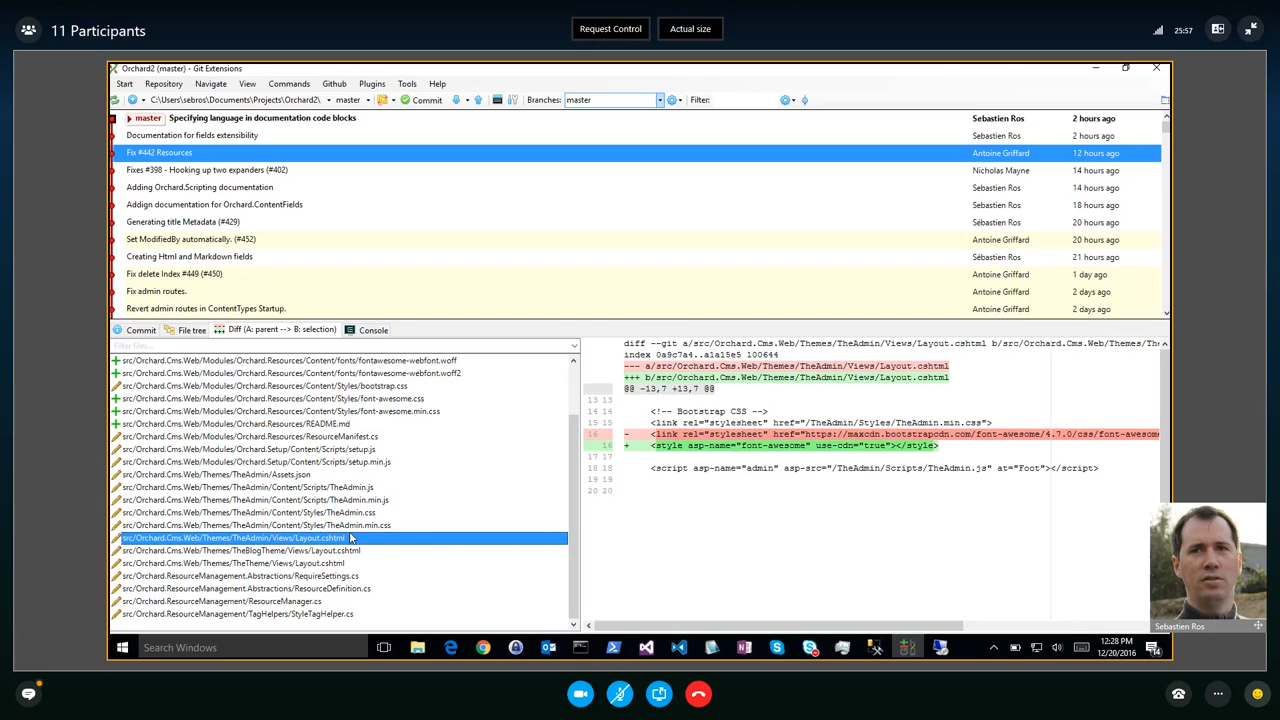 11 Participants
Request Control
Actual size
25:57
Orchard2 (master) - Git Extensions
Start Repository Navigate View Commands Github Plugins Tools Help
C:\Users\sebros\Documents\Projects\Orchard2\ master Commit Branches: master Filter:
master Specifying language in documentation code blocks Sebastien Ros 2 hours ago
Documentation for fields extensibility Sebastien Ros 2 hours ago
Fix #442 Resources Antoine Griffard 12 hours ago
Fixes #398 - Hooking up two expanders (#402) Nicholas Mayne 14 hours ago
Adding Orchard.Scripting documentation Sebastien Ros 14 hours ago
Addign documentation for Orchard.ContentFields Sebastien Ros 18 hours ago
Generating title Metadata (#429) Sébastien Ros 20 hours ago
Set ModifiedBy automatically. (#452) Antoine Griffard 20 hours ago
Creating Html and Markdown fields Sébastien Ros 21 hours ago
Fix delete Index #449 (#450) Antoine Griffard 1 day ago
Fix admin routes. Antoine Griffard 2 days ago
Revert admin routes in ContentTypes Startup. Antoine Griffard 2 days ago
Commit File tree Diff (A: parent --> B: selection) Console
Filter files...
src/Orchard.Cms.Web/Modules/Orchard.Resources/Content/fonts/fontawesome-webfont.woff
src/Orchard.Cms.Web/Modules/Orchard.Resources/Content/fonts/fontawesome-webfont.woff2
src/Orchard.Cms.Web/Modules/Orchard.Resources/Content/Styles/bootstrap.css
src/Orchard.Cms.Web/Modules/Orchard.Resources/Content/Styles/font-awesome.css
src/Orchard.Cms.Web/Modules/Orchard.Resources/Content/Styles/font-awesome.min.css
src/Orchard.Cms.Web/Modules/Orchard.Resources/README.md
src/Orchard.Cms.Web/Modules/Orchard.Resources/ResourceManifest.cs
src/Orchard.Cms.Web/Modules/Orchard.Setup/Content/Scripts/setup.js
src/Orchard.Cms.Web/Modules/Orchard.Setup/Content/Scripts/setup.min.js
src/Orchard.Cms.Web/Themes/TheAdmin/Assets.json
src/Orchard.Cms.Web/Themes/TheAdmin/Content/Scripts/TheAdmin.js
src/Orchard.Cms.Web/Themes/TheAdmin/Content/Scripts/TheAdmin.min.js
src/Orchard.Cms.Web/Themes/TheAdmin/Content/Styles/TheAdmin.css
src/Orchard.Cms.Web/Themes/TheAdmin/Content/Styles/TheAdmin.min.css
src/Orchard.Cms.Web/Themes/TheAdmin/Views/Layout.cshtml
src/Orchard.Cms.Web/Themes/TheBlogTheme/Views/Layout.cshtml
src/Orchard.Cms.Web/Themes/TheTheme/Views/Layout.cshtml
src/Orchard.ResourceManagement.Abstractions/RequireSettings.cs
src/Orchard.ResourceManagement.Abstractions/ResourceDefinition.cs
src/Orchard.ResourceManagement/ResourceManager.cs
src/Orchard.ResourceManagement/TagHelpers/StyleTagHelper.cs
diff --git a/src/Orchard.Cms.Web/Themes/TheAdmin/Views/Layout.cshtml b/src/Orchard.Cms.Web/Themes/The
index 0a9c7a4..a1a15e5 100644
--- a/src/Orchard.Cms.Web/Themes/TheAdmin/Views/Layout.cshtml
+++ b/src/Orchard.Cms.Web/Themes/TheAdmin/Views/Layout.cshtml
@@ -13,7 +13,7 @@
13 13
14 14 <!-- Bootstrap CSS -->
15 15 <link rel="stylesheet" href="/TheAdmin/Styles/TheAdmin.min.css">
16 - <link rel="stylesheet" href="https://maxcdn.bootstrapcdn.com/font-awesome/4.7.0/css/font-awesome
16 + <style asp-name="font-awesome" use-cdn="true"></style>
17 17
18 18 <script asp-name="admin" asp-src="/TheAdmin/Scripts/TheAdmin.js" at="Foot"></script>
19 19
20 20
Sebastien Ros
Search Windows
12:28 PM
12/20/2016